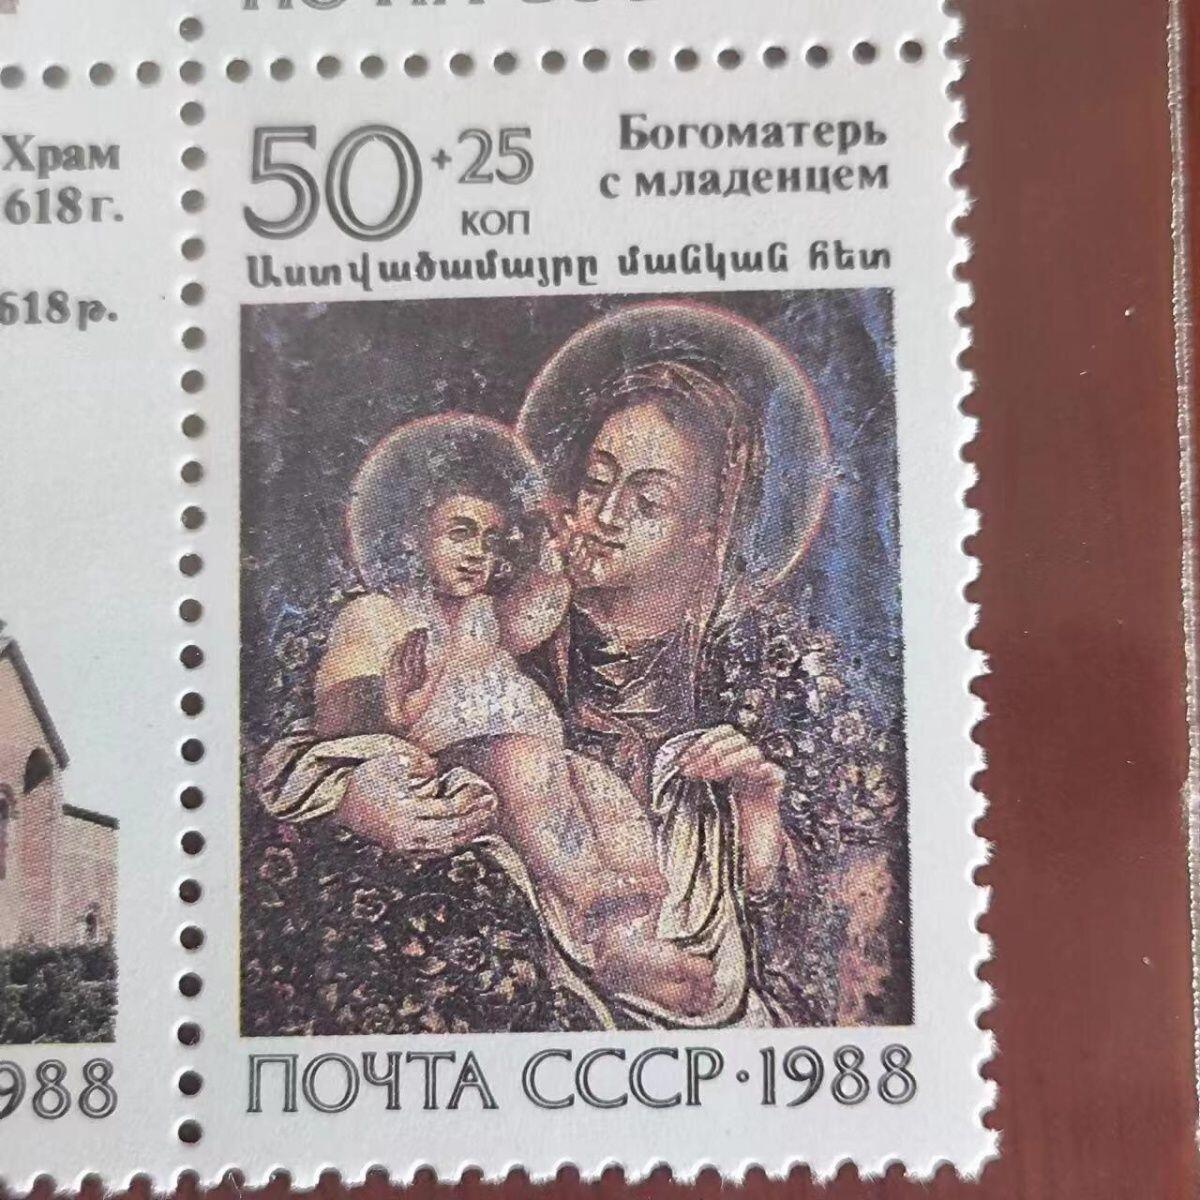 Храм
618 г.
618 թ.
988
50 + 25
коп
Богоматерь
с младенцем
Աստվածամայրը մանկան հետ
ПОЧТА СССР · 1988